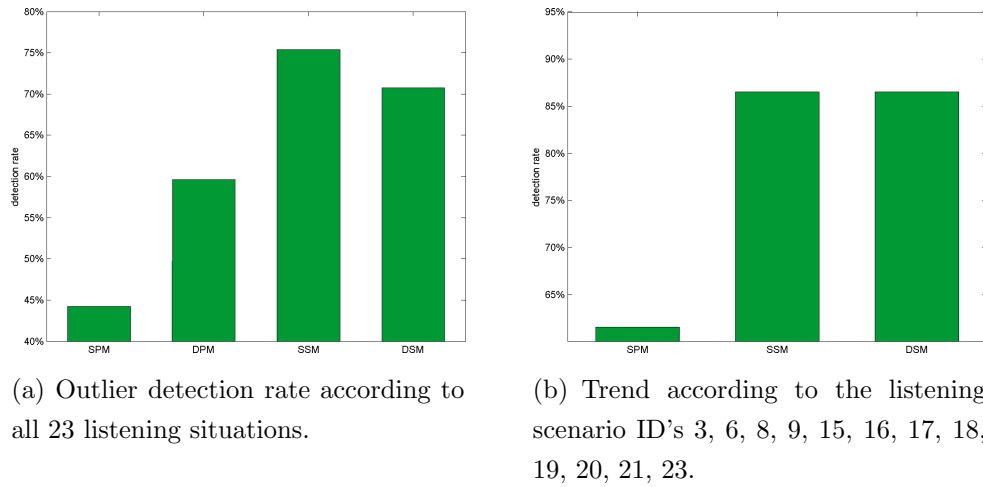 80%
75%
70%
65%
60%
55%
50%
45%
40%
detection rate
SPM DPM SSM DSM
(a) Outlier detection rate according to
all 23 listening situations.
95%
90%
85%
80%
75%
70%
65%
detection rate
SPM SSM DSM
(b) Trend according to the listening
scenario ID's 3, 6, 8, 9, 15, 16, 17, 18,
19, 20, 21, 23.